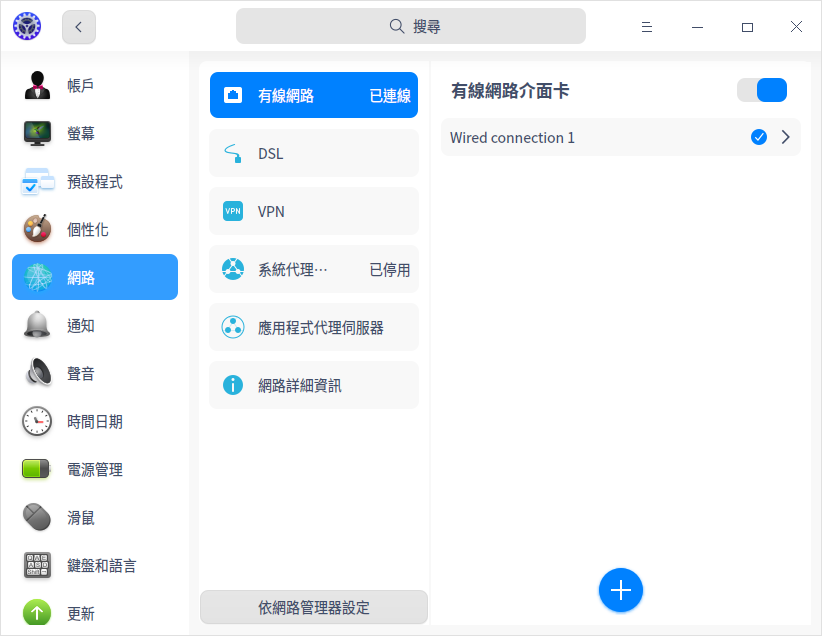 搜尋
帳戶
螢幕
預設程式
個性化
網路
通知
聲音
時間日期
電源管理
滑鼠
鍵盤和語言
更新
有線網路 已連線
DSL
VPN
VPN
系統代理… 已停用
應用程式代理伺服器
網路詳細資訊
依網路管理器設定
有線網路介面卡
Wired connection 1